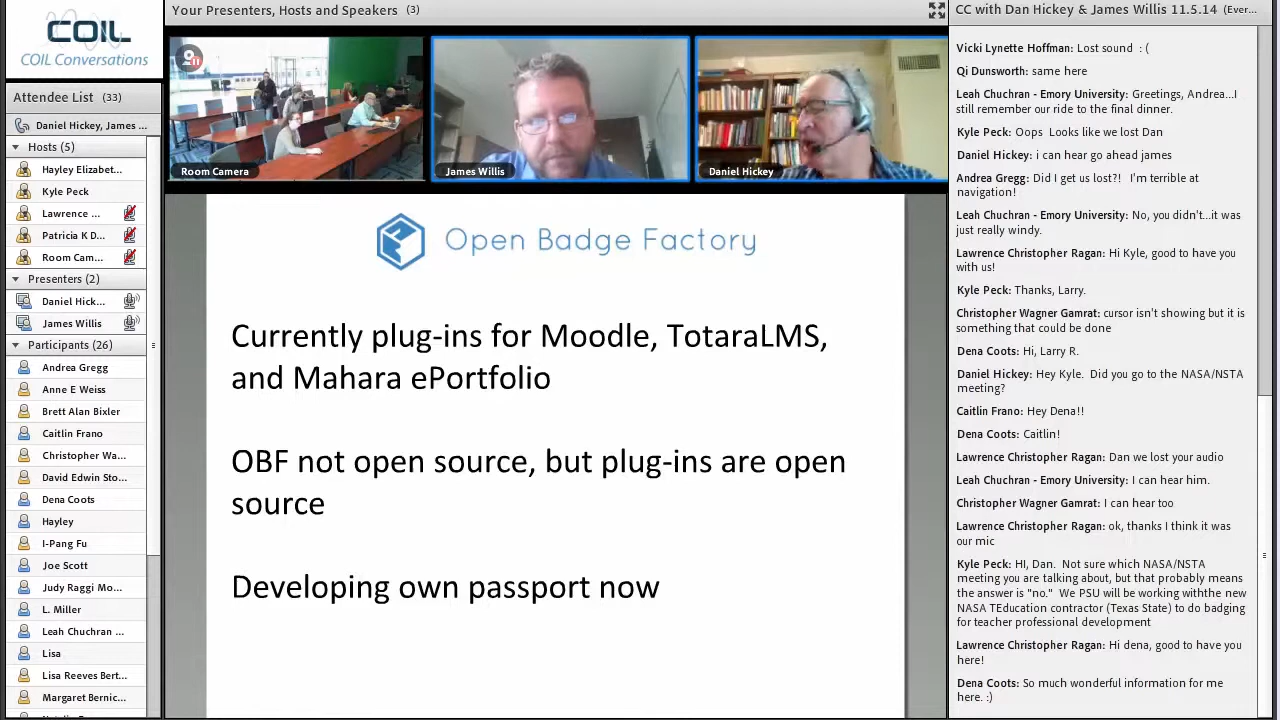 COIL
COIL Conversations
Attendee List (33)
Daniel Hickey, James ...
Hosts (5)
Hayley Elizabet...
Kyle Peck
Lawrence ...
Patricia K D...
Room Cam...
Presenters (2)
Daniel Hick...
James Willis
Participants (26)
Andrea Gregg
Anne E Weiss
Brett Alan Bixler
Caitlin Frano
Christopher Wa...
David Edwin Sto...
Dena Coots
Hayley
I-Pang Fu
Joe Scott
Judy Raggi Mo...
L. Miller
Leah Chuchran ...
Lisa
Lisa Reeves Bert...
Margaret Bernic...
Your Presenters, Hosts and Speakers (3)
Room Camera
James Willis
Daniel Hickey
Open Badge Factory
Currently plug-ins for Moodle, TotaraLMS,
and Mahara ePortfolio
OBF not open source, but plug-ins are open
source
Developing own passport now
CC with Dan Hickey & James Willis 11.5.14 (Ever...
Vicki Lynette Hoffman: Lost sound : (
Qi Dunsworth: same here
Leah Chuchran - Emory University: Greetings, Andrea...I
still remember our ride to the final dinner.
Kyle Peck: Oops Looks like we lost Dan
Daniel Hickey: i can hear go ahead james
Andrea Gregg: Did I get us lost?! I'm terrible at
navigation!
Leah Chuchran - Emory University: No, you didn't...it was
just really windy.
Lawrence Christopher Ragan: Hi Kyle, good to have you
with us!
Kyle Peck: Thanks, Larry.
Christopher Wagner Gamrat: cursor isn't showing but it is
something that could be done
Dena Coots: Hi, Larry R.
Daniel Hickey: Hey Kyle. Did you go to the NASA/NSTA
meeting?
Caitlin Frano: Hey Dena!!
Dena Coots: Caitlin!
Lawrence Christopher Ragan: Dan we lost your audio
Leah Chuchran - Emory University: I can hear him.
Christopher Wagner Gamrat: I can hear too
Lawrence Christopher Ragan: ok, thanks I think it was
our mic
Kyle Peck: HI, Dan. Not sure which NASA/NSTA
meeting you're talking about, but that probably means
the answer is "no." We PSU will be working withthe new
NASA TEducation contractor (Texas State) to do badging
for teacher professional development
Lawrence Christopher Ragan: Hi dena, good to have you
here!
Dena Coots: So much wonderful information for me
here. :)